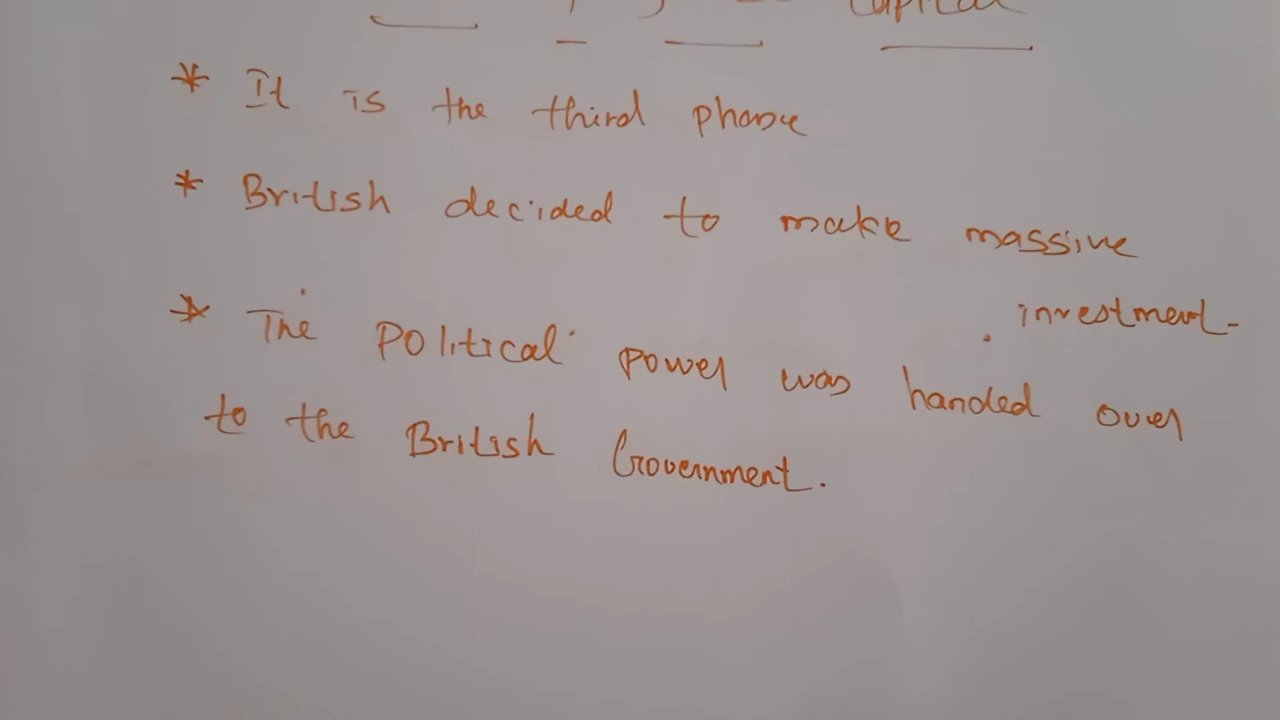 capital
* It is the third phase
* British decided to make massive
investment-
* The Political power was handed over
to the British Government.